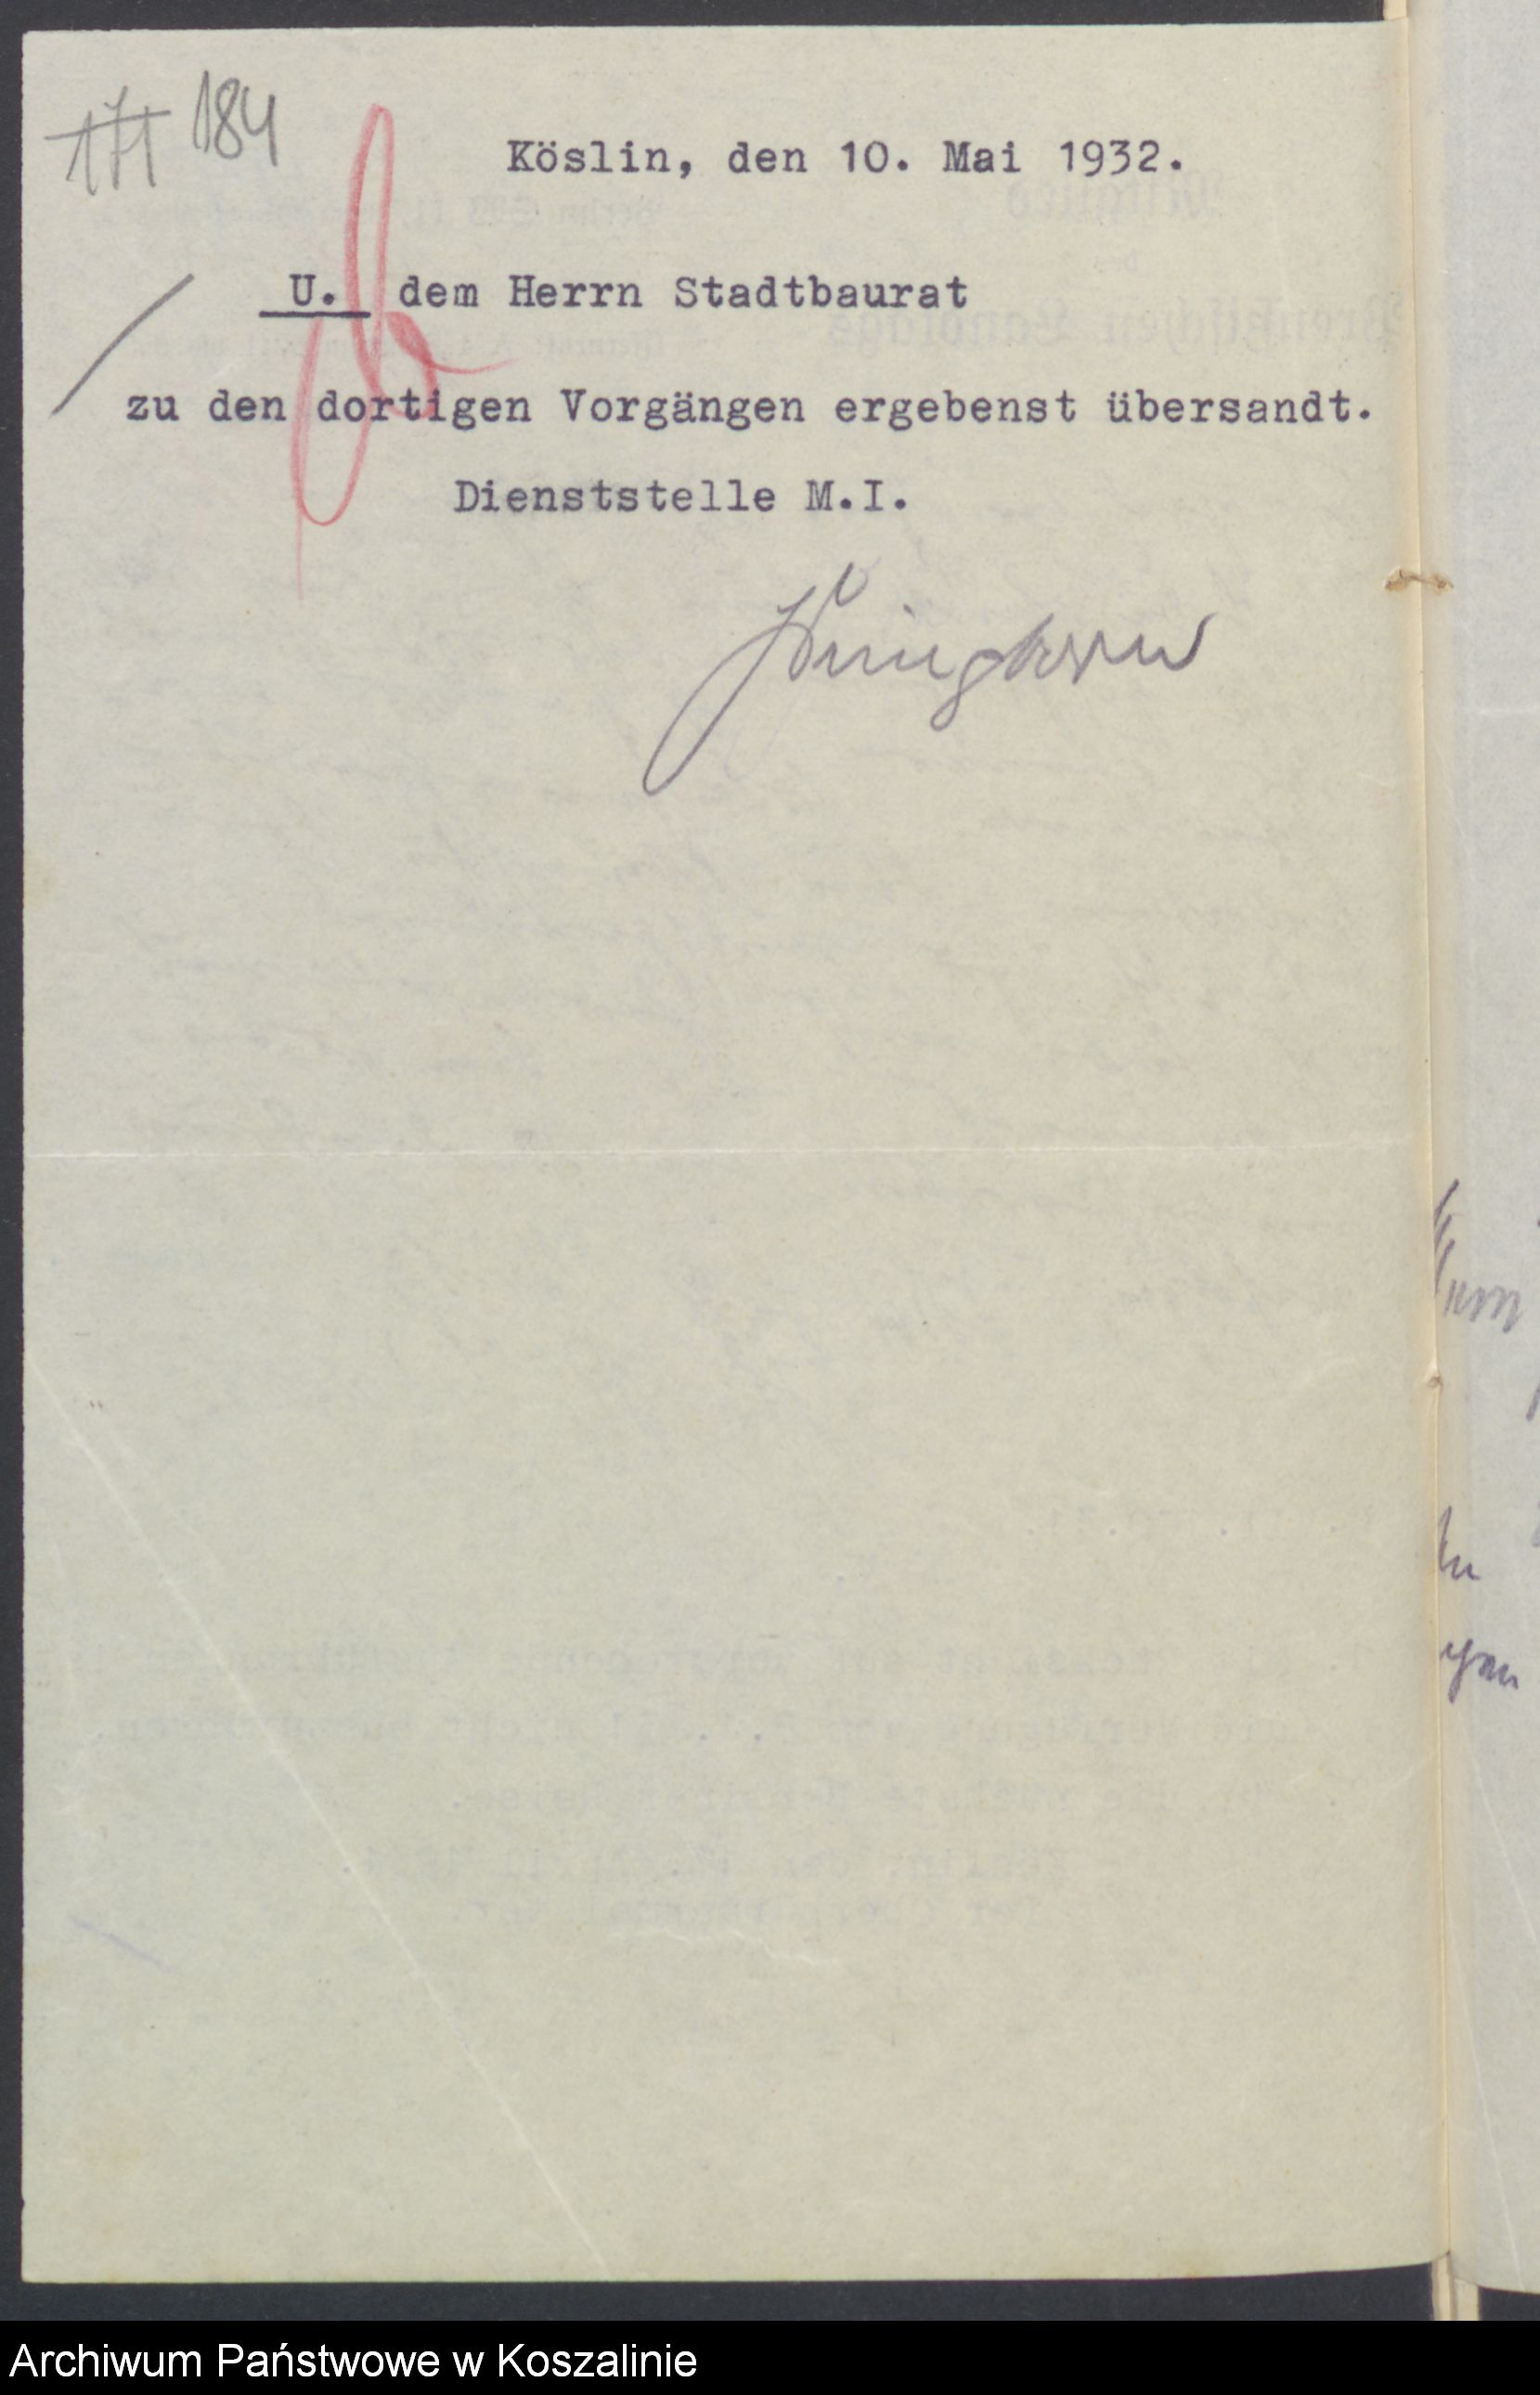 171 184
Köslin, den 10. Mai 1932.
U. dem Herrn Stadtbaurat
zu den dortigen Vorgängen ergebenst übersandt.
Dienststelle M.I.
Archiwum Państwowe w Koszalinie